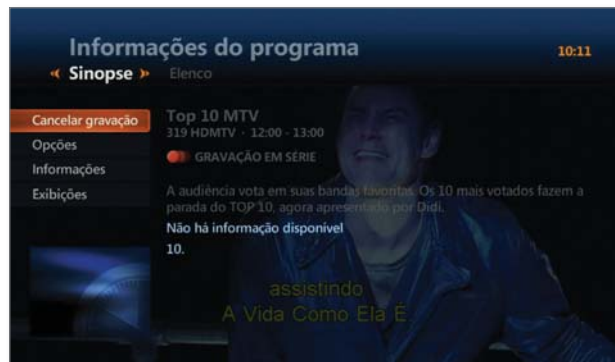 Informações do programa
10:11
« Sinopse » Elenco
Cancelar gravação
Opções
Informações
Exibições
Top 10 MTV
319 HDMTV · 12:00 - 13:00
GRAVAÇÃO EM SÉRIE
A audiência vota em suas bandas favoritas. Os 10 mais votados fazem a
parada do TOP 10, agora apresentado por Didi.
Não há informação disponível
10.
assistindo
A Vida Como Ela É